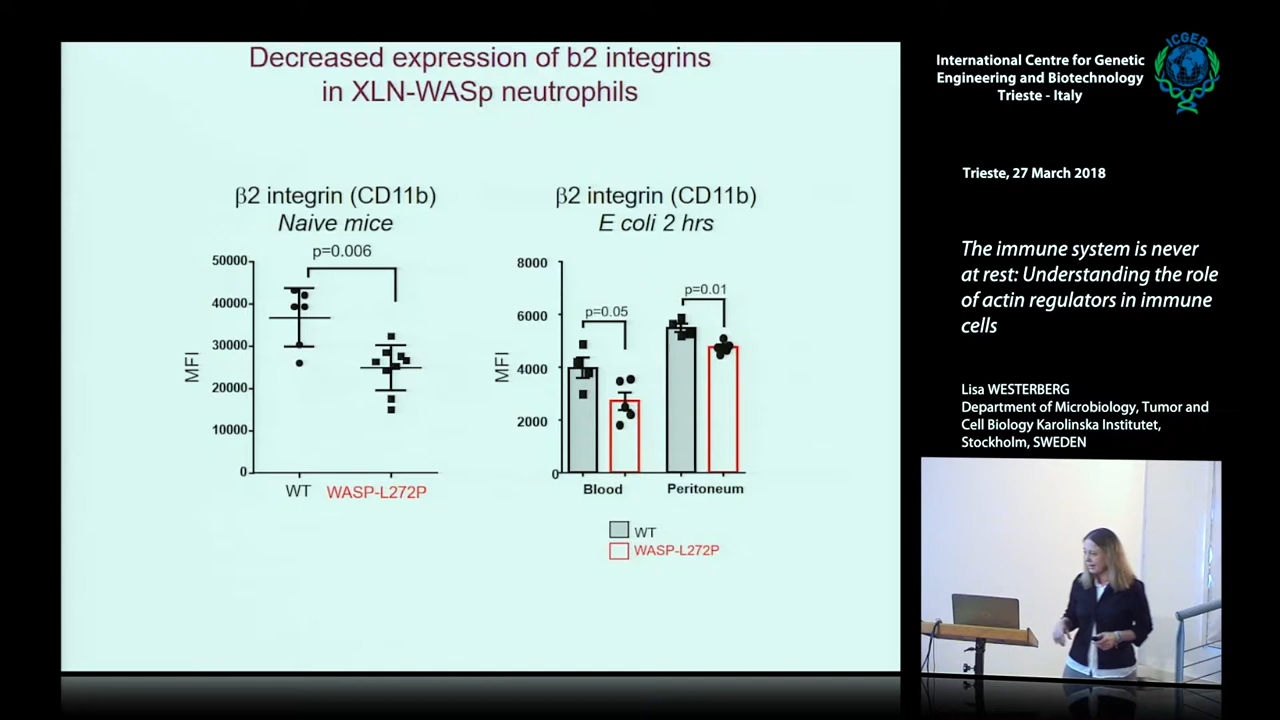 Decreased expression of b2 integrins
in XLN-WASp neutrophils
β2 integrin (CD11b)
Naive mice
p=0.006
50000
40000
30000
20000
10000
0
MFI
WT
WASP-L272P
β2 integrin (CD11b)
E coli 2 hrs
8000
6000
4000
2000
0
MFI
p=0.05
p=0.01
Blood
Peritoneum
WT
WASP-L272P
International Centre for Genetic
Engineering and Biotechnology
Trieste - Italy
ICGEB
Trieste, 27 March 2018
The immune system is never
at rest: Understanding the role
of actin regulators in immune
cells
Lisa WESTERBERG
Department of Microbiology, Tumor and
Cell Biology Karolinska Institutet,
Stockholm, SWEDEN